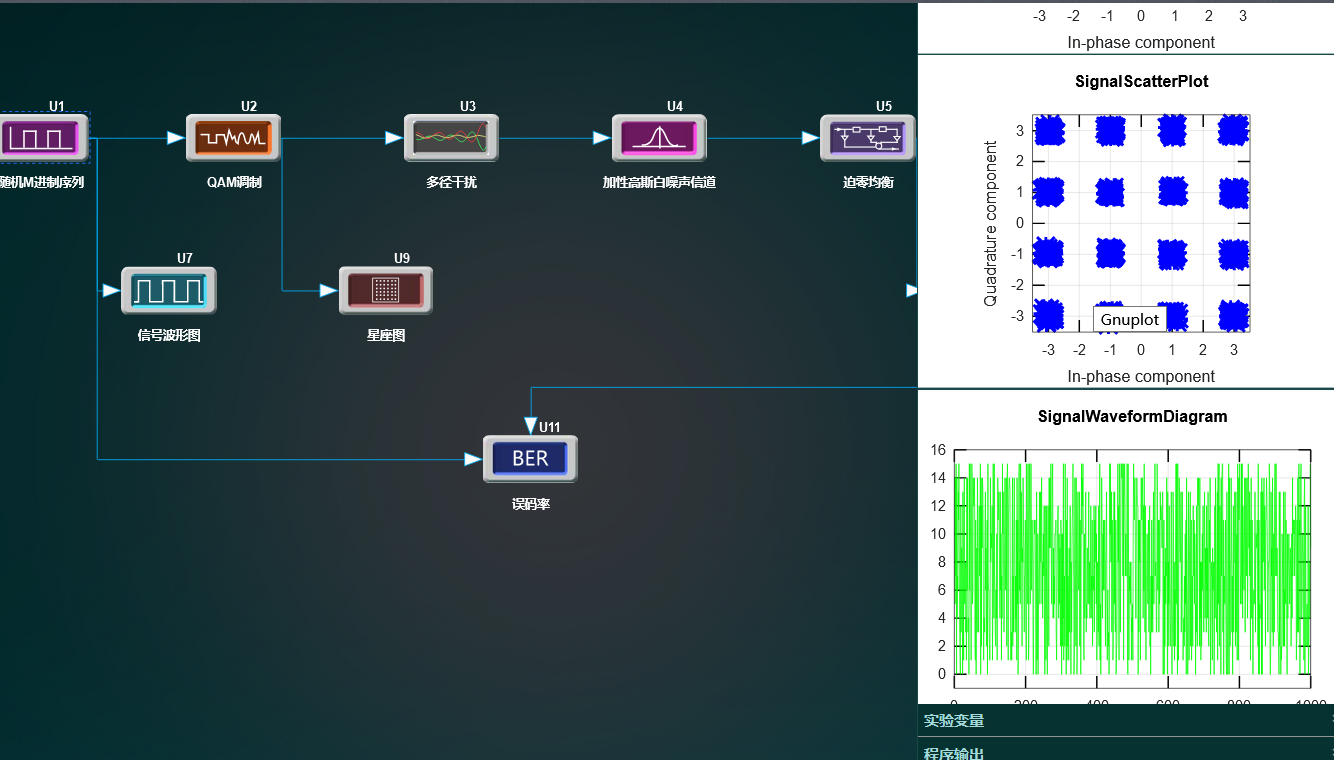 U1
U2
U3
U4
U5
随机M进制序列
QAM调制
多径干扰
加性高斯白噪声信道
迫零均衡
U7
U9
信号波形图
星座图
U11
BER
误码率
-3 -2 -1 0 1 2 3
In-phase component
SignalScatterPlot
3
2
1
0
-1
-2
-3
Quadrature component
Gnuplot
-3 -2 -1 0 1 2 3
In-phase component
SignalWaveformDiagram
16
14
12
10
8
6
4
2
0
0 200 400 600 800 1000
实验变量
程序输出